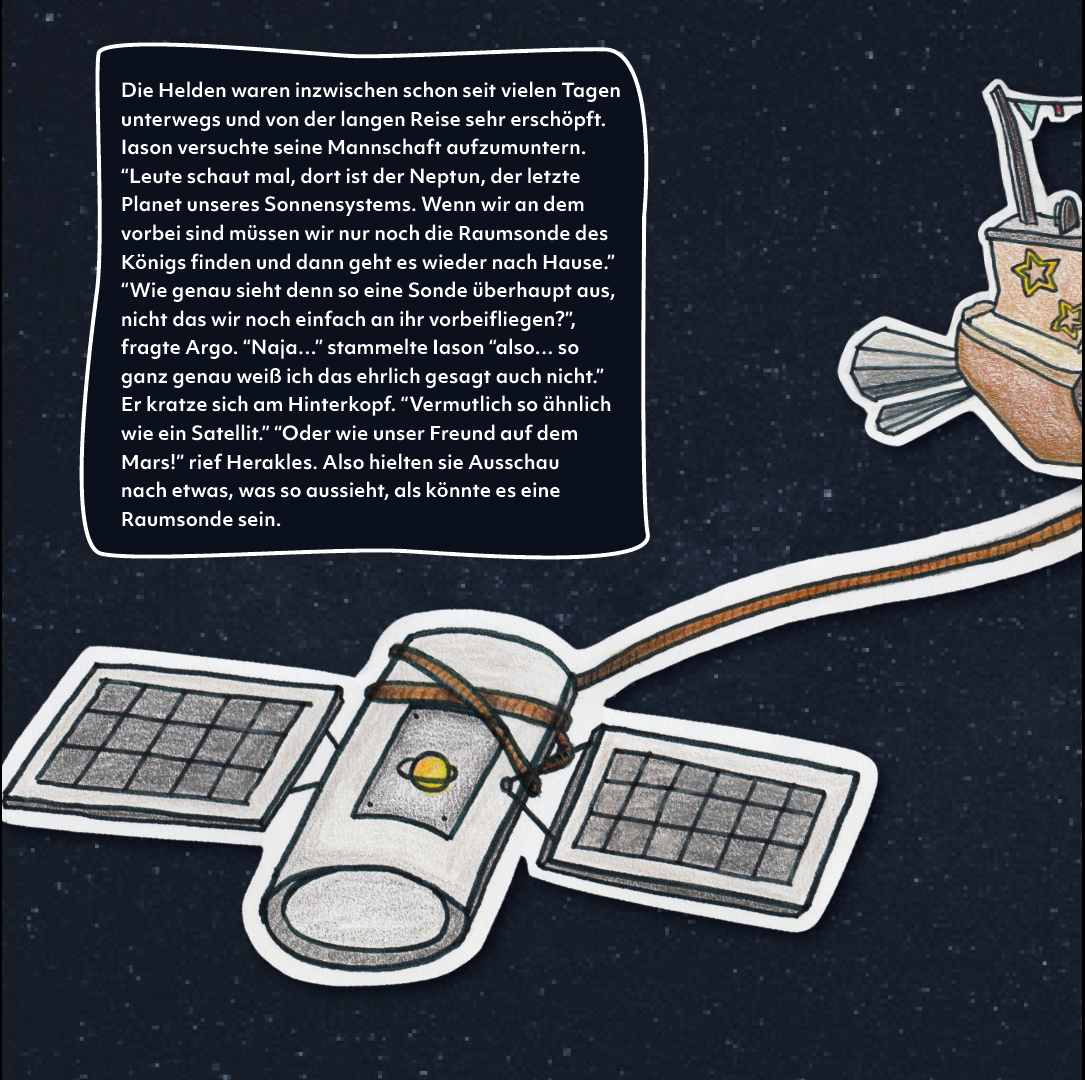 Die Helden waren inzwischen schon seit vielen Tagen
unterwegs und von der langen Reise sehr erschöpft.
Iason versuchte seine Mannschaft aufzumuntern.
“Leute schaut mal, dort ist der Neptun, der letzte
Planet unseres Sonnensystems. Wenn wir an dem
vorbei sind müssen wir nur noch die Raumsonde des
Königs finden und dann geht es wieder nach Hause.”
“Wie genau sieht denn so eine Sonde überhaupt aus,
nicht das wir noch einfach an ihr vorbeifliegen?”,
fragte Argo. “Naja...” stammelte Iason “also... so
ganz genau weiß ich das ehrlich gesagt auch nicht.”
Er kratze sich am Hinterkopf. “Vermutlich so ähnlich
wie ein Satellit.” “Oder wie unser Freund auf dem
Mars!” rief Herakles. Also hielten sie Ausschau
nach etwas, was so aussieht, als könnte es eine
Raumsonde sein.